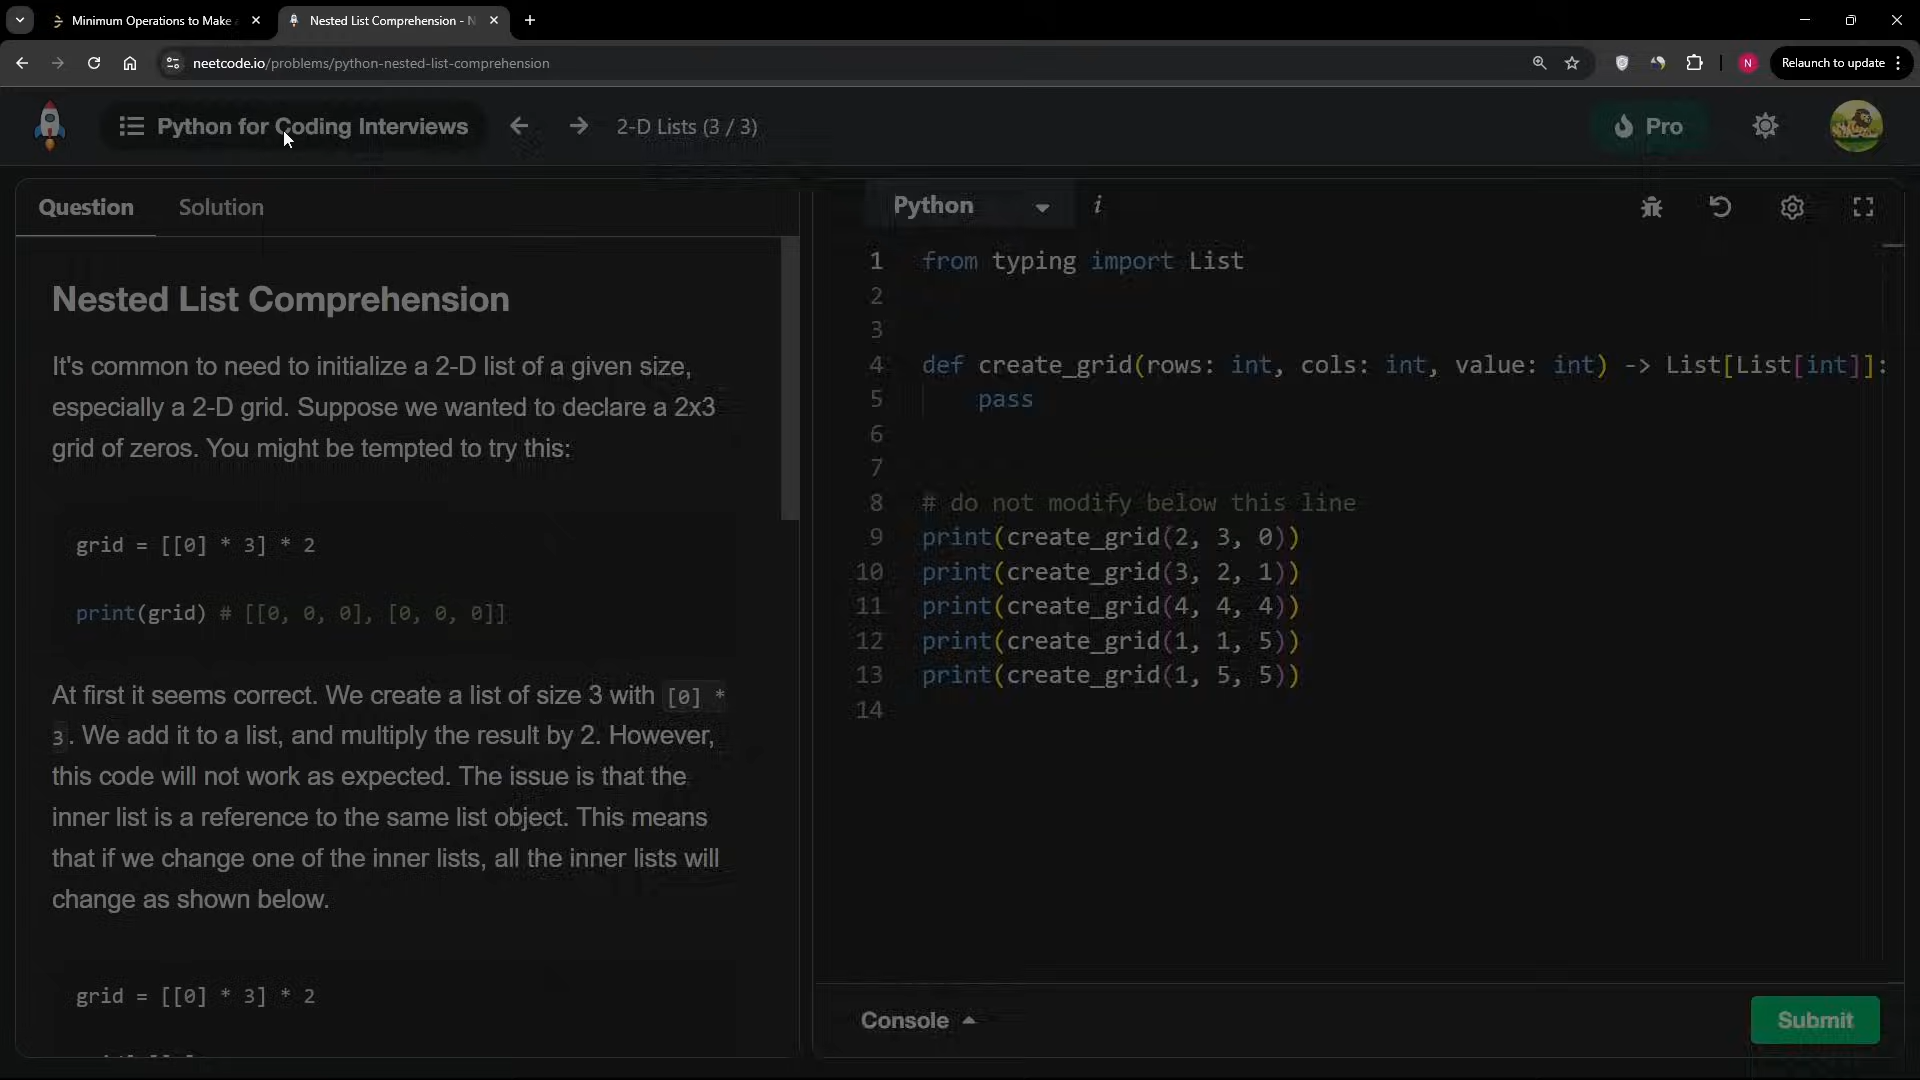 Minimum Operations to Make
Nested List Comprehension - N
neetcode.io/problems/python-nested-list-comprehension
N
Relaunch to update
Python for Coding Interviews
2-D Lists (3 / 3)
Pro
Question
Solution
Nested List Comprehension
It's common to need to initialize a 2-D list of a given size,
especially a 2-D grid. Suppose we wanted to declare a 2x3
grid of zeros. You might be tempted to try this:
grid = [[0] * 3] * 2
print(grid) # [[0, 0, 0], [0, 0, 0]]
At first it seems correct. We create a list of size 3 with [0] *
3. We add it to a list, and multiply the result by 2. However,
this code will not work as expected. The issue is that the
inner list is a reference to the same list object. This means
that if we change one of the inner lists, all the inner lists will
change as shown below.
grid = [[0] * 3] * 2
Python
i
1 from typing import List
2
3
4 def create_grid(rows: int, cols: int, value: int) -> List[List[int]]:
5 pass
6
7
8 # do not modify below this line
9 print(create_grid(2, 3, 0))
10 print(create_grid(3, 2, 1))
11 print(create_grid(4, 4, 4))
12 print(create_grid(1, 1, 5))
13 print(create_grid(1, 5, 5))
14
Console
Submit